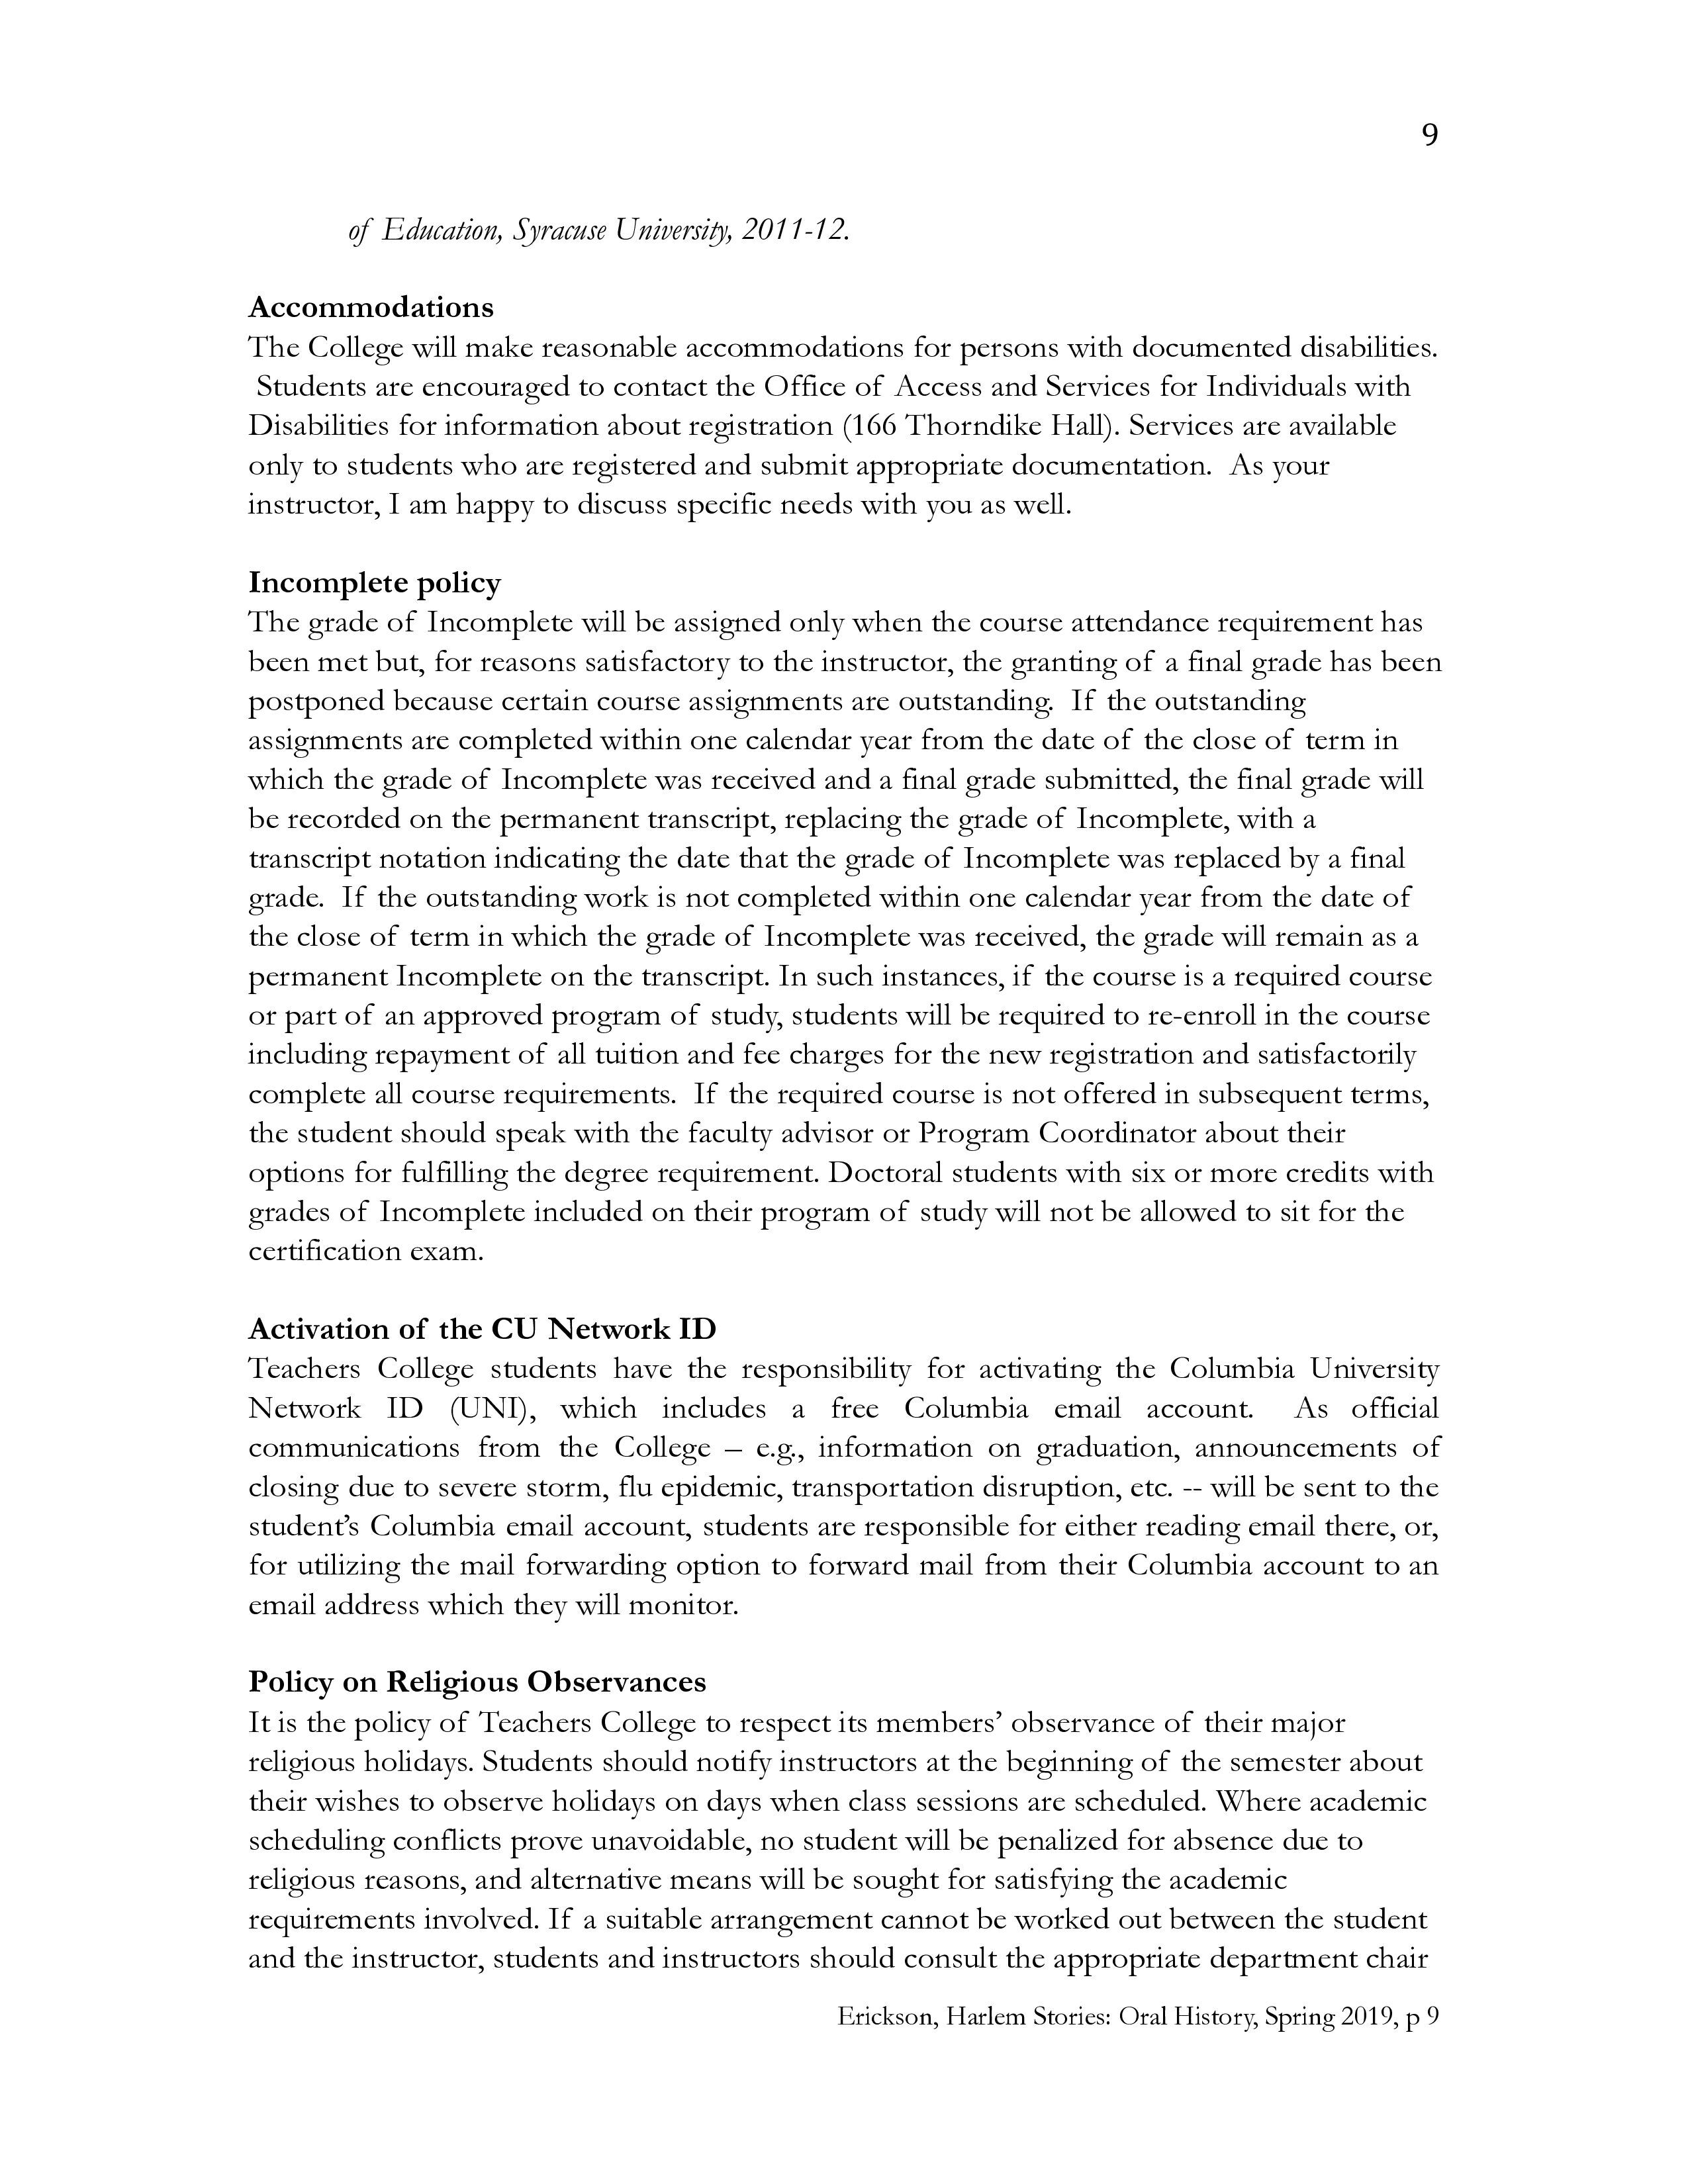 9
of Education, Syracuse University, 2011-12.
Accommodations
The College will make reasonable accommodations for persons with documented disabilities.
Students are encouraged to contact the Office of Access and Services for Individuals with
Disabilities for information about registration (166 Thorndike Hall). Services are available
only to students who are registered and submit appropriate documentation.  As your
instructor, I am happy to discuss specific needs with you as well.
Incomplete policy
The grade of Incomplete will be assigned only when the course attendance requirement has
been met but, for reasons satisfactory to the instructor, the granting of a final grade has been
postponed because certain course assignments are outstanding.  If the outstanding
assignments are completed within one calendar year from the date of the close of term in
which the grade of Incomplete was received and a final grade submitted, the final grade will
be recorded on the permanent transcript, replacing the grade of Incomplete, with a
transcript notation indicating the date that the grade of Incomplete was replaced by a final
grade.  If the outstanding work is not completed within one calendar year from the date of
the close of term in which the grade of Incomplete was received, the grade will remain as a
permanent Incomplete on the transcript. In such instances, if the course is a required course
or part of an approved program of study, students will be required to re-enroll in the course
including repayment of all tuition and fee charges for the new registration and satisfactorily
complete all course requirements.  If the required course is not offered in subsequent terms,
the student should speak with the faculty advisor or Program Coordinator about their
options for fulfilling the degree requirement. Doctoral students with six or more credits with
grades of Incomplete included on their program of study will not be allowed to sit for the
certification exam.
Activation of the CU Network ID
Teachers College students have the responsibility for activating the Columbia University
Network ID (UNI), which includes a free Columbia email account.  As official
communications from the College – e.g., information on graduation, announcements of
closing due to severe storm, flu epidemic, transportation disruption, etc. -- will be sent to the
student’s Columbia email account, students are responsible for either reading email there, or,
for utilizing the mail forwarding option to forward mail from their Columbia account to an
email address which they will monitor.
Policy on Religious Observances
It is the policy of Teachers College to respect its members’ observance of their major
religious holidays. Students should notify instructors at the beginning of the semester about
their wishes to observe holidays on days when class sessions are scheduled. Where academic
scheduling conflicts prove unavoidable, no student will be penalized for absence due to
religious reasons, and alternative means will be sought for satisfying the academic
requirements involved. If a suitable arrangement cannot be worked out between the student
and the instructor, students and instructors should consult the appropriate department chair
Erickson, Harlem Stories: Oral History, Spring 2019, p 9